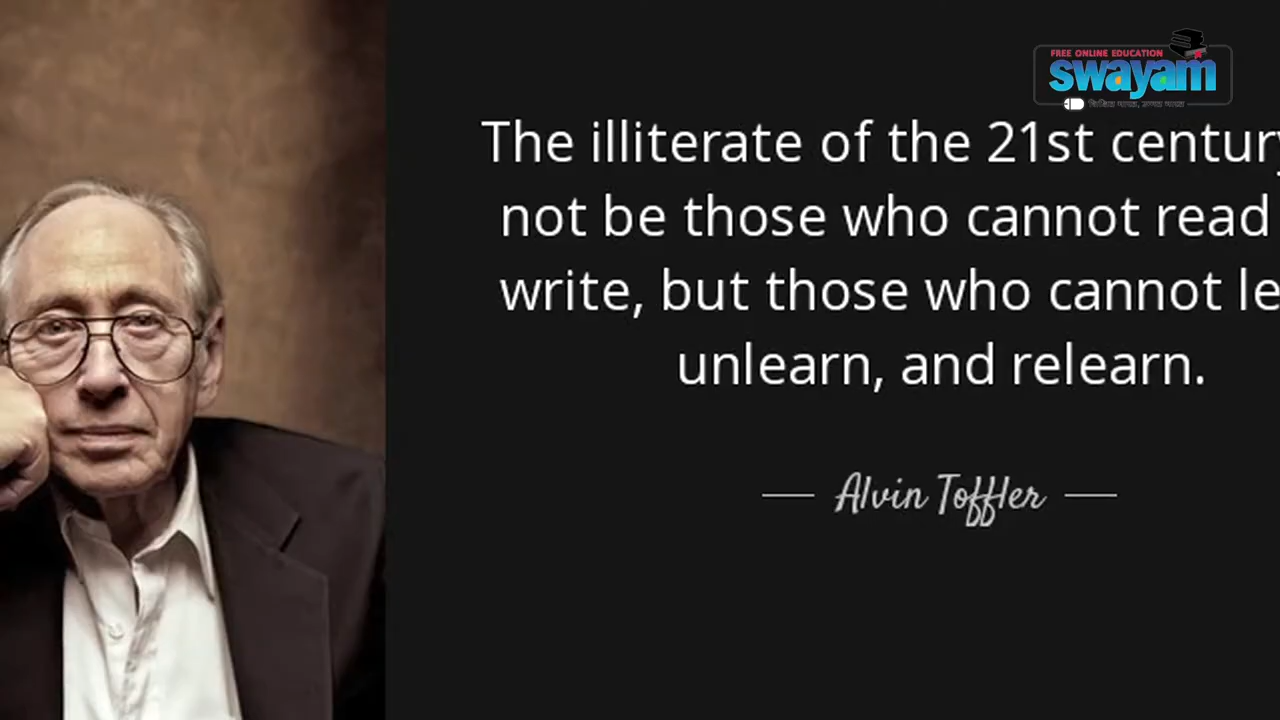 FREE ONLINE EDUCATION
swayam
The illiterate of the 21st century
not be those who cannot read
write, but those who cannot le
unlearn, and relearn.
Alvin Toffler